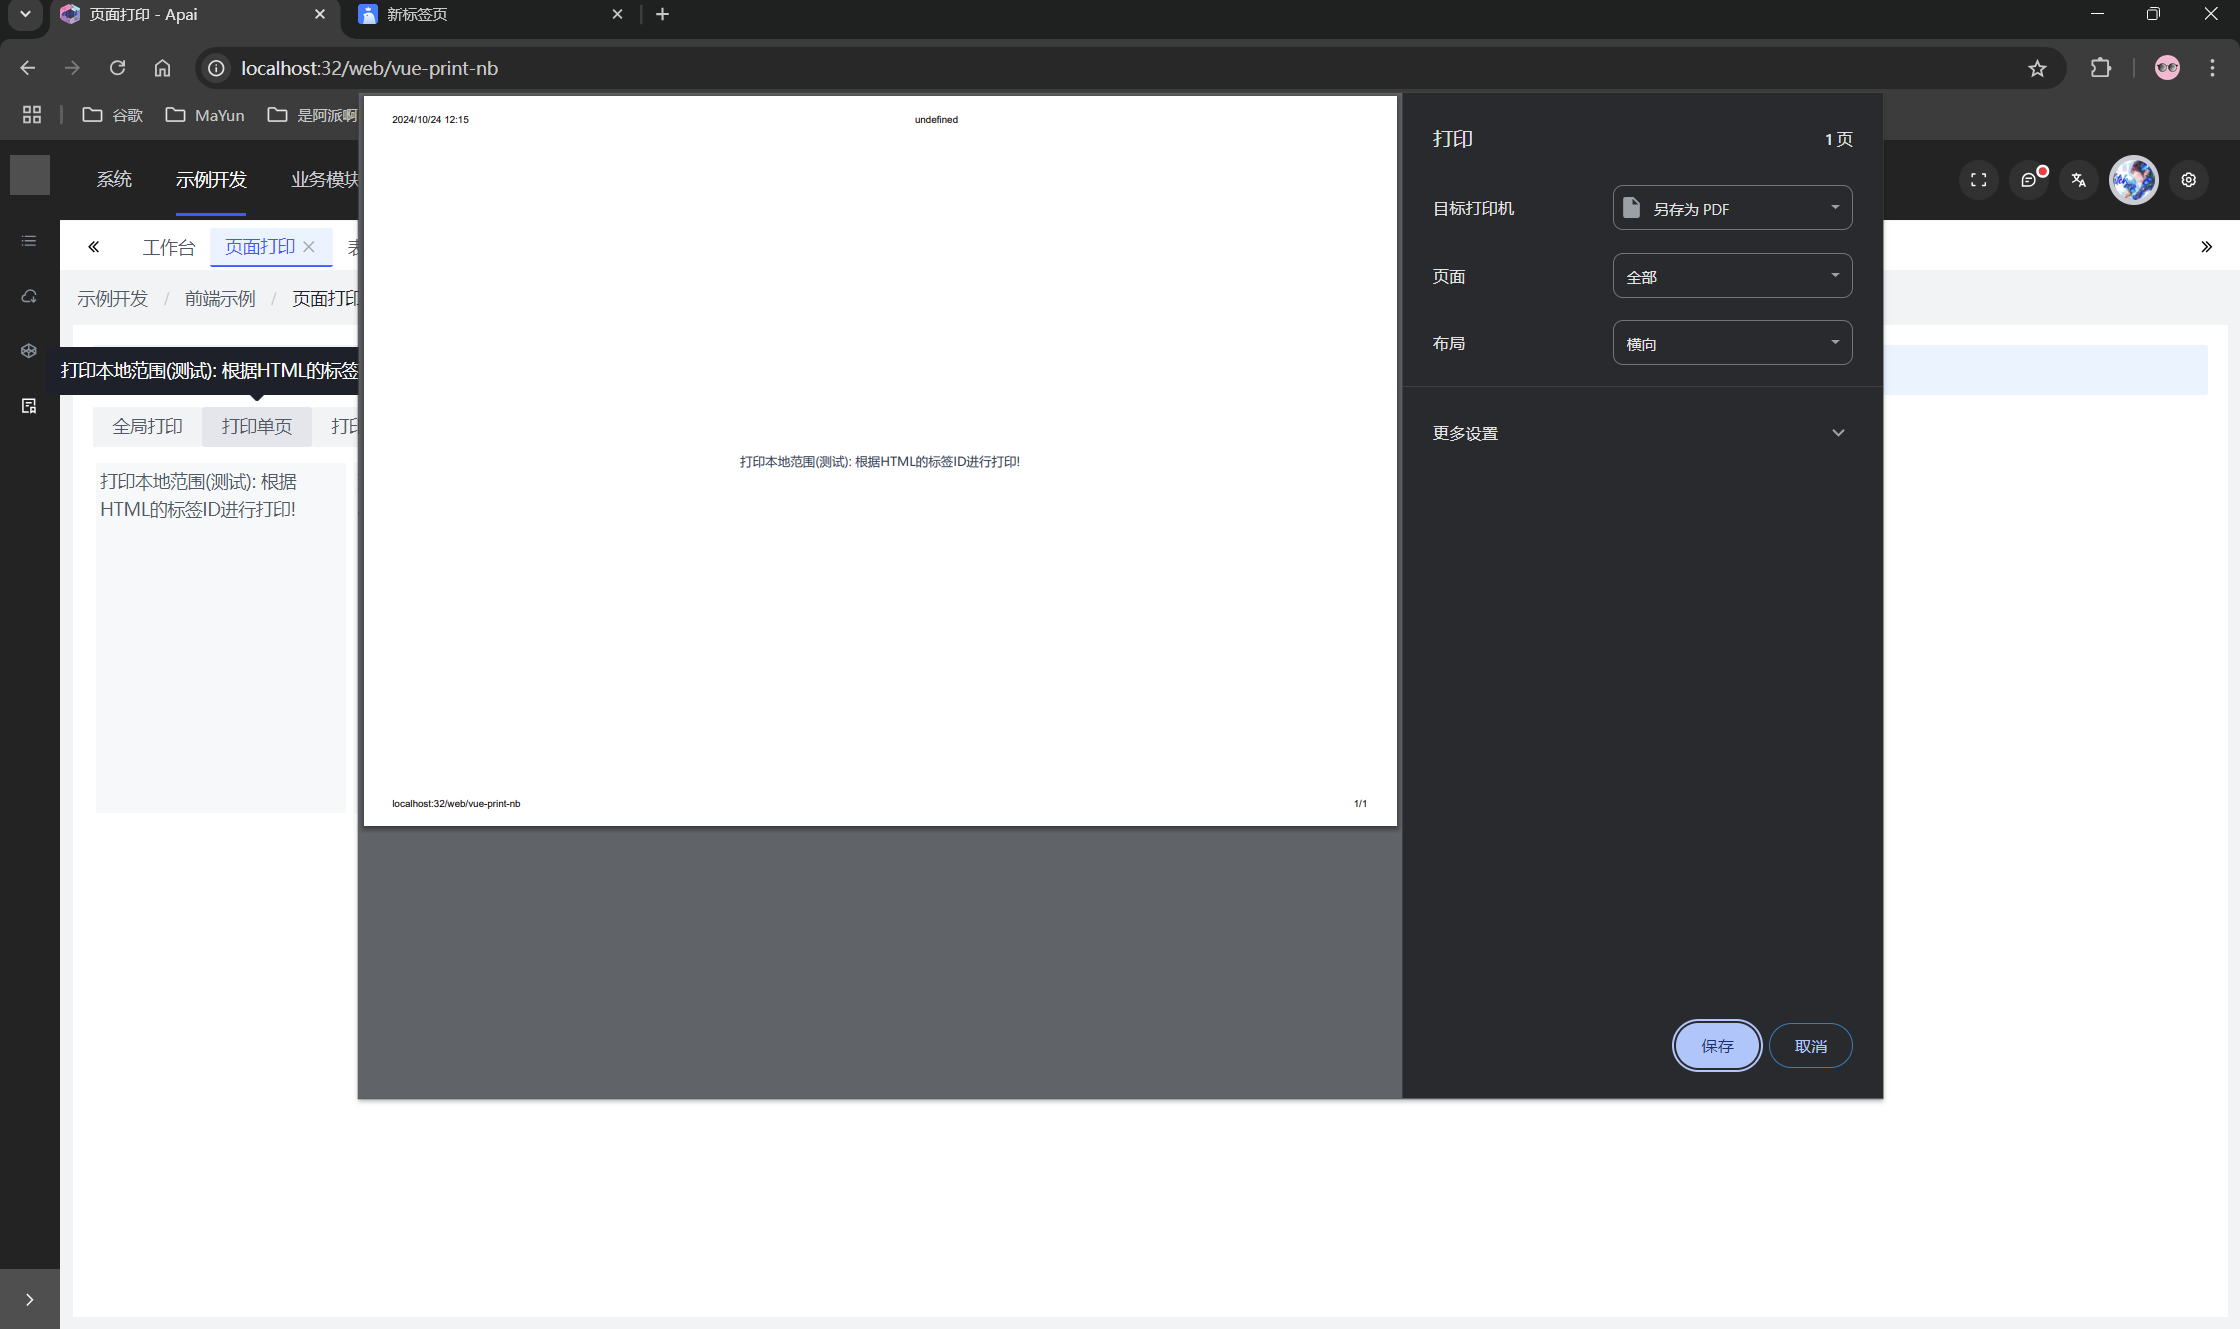 页面打印 - Apai
新标签页
localhost:32/web/vue-print-nb
谷歌
MaYun
是阿派啊
系统
示例开发
业务模块
工作台
页面打印
示例开发 / 前端示例 / 页面打印
打印本地范围(测试): 根据HTML的标签
全局打印
打印单页
打印
打印本地范围(测试): 根据
HTML的标签ID进行打印!
2024/10/24 12:15
undefined
打印本地范围(测试): 根据HTML的标签ID进行打印!
localhost:32/web/vue-print-nb
1/1
打印
1 页
目标打印机
另存为 PDF
页面
全部
布局
横向
更多设置
保存
取消